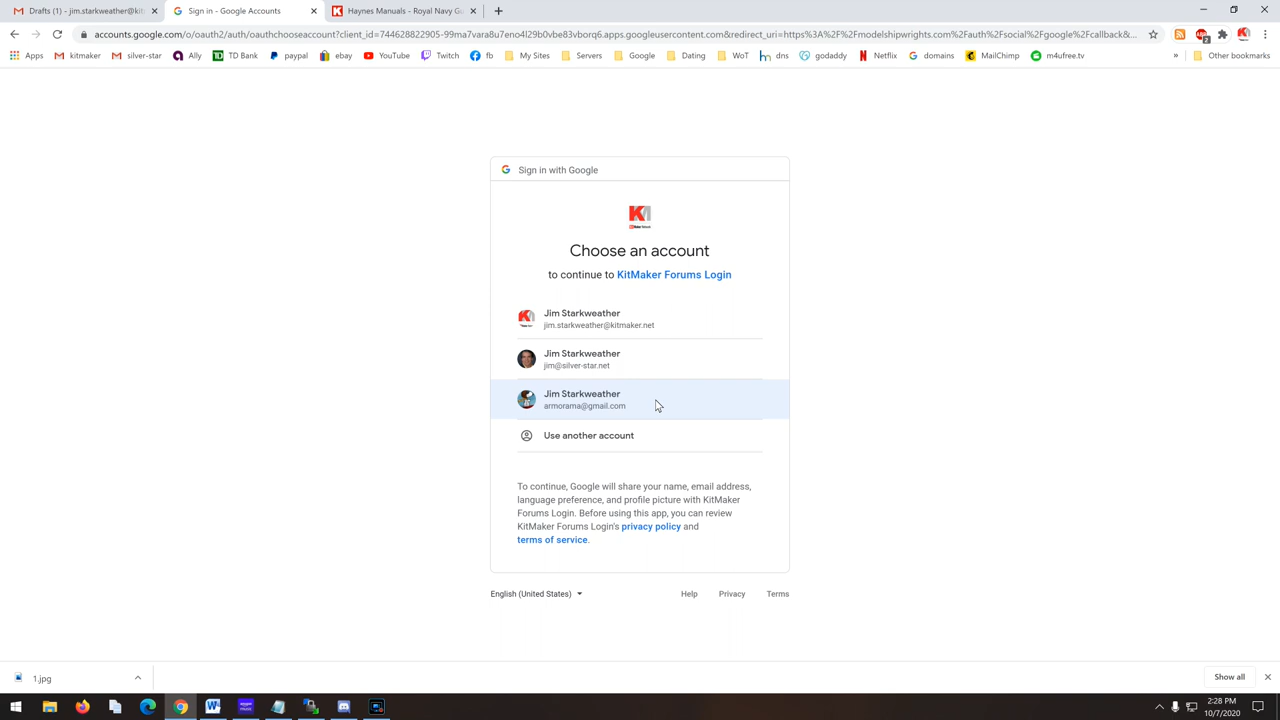 Drafts (1) - jim.starkweather@kit
Sign in - Google Accounts
Haynes Manuals - Royal Navy Gu
accounts.google.com/o/oauth2/auth/oauthchooseaccount?client_id=744628822905-99ma7vara8u7eno4l29b0vbe83vborq6.apps.googleusercontent.com&redirect_uri=https%3A%2F%2Fmodelshipwrights.com%2Fauth%2Fsocial%2Fgoogle%2Fcallback&...
Apps kitmaker silver-star Ally TD Bank paypal ebay YouTube Twitch fb My Sites Servers Google Dating WoT dns godaddy Netflix domains MailChimp m4ufree.tv » Other bookmarks
Sign in with Google
Choose an account
to continue to KitMaker Forums Login
Jim Starkweather
jim.starkweather@kitmaker.net
Jim Starkweather
jim@silver-star.net
Jim Starkweather
armorama@gmail.com
Use another account
To continue, Google will share your name, email address,
language preference, and profile picture with KitMaker
Forums Login. Before using this app, you can review
KitMaker Forums Login's privacy policy and
terms of service.
English (United States) Help Privacy Terms
1.jpg
Show all
2:28 PM
10/7/2020